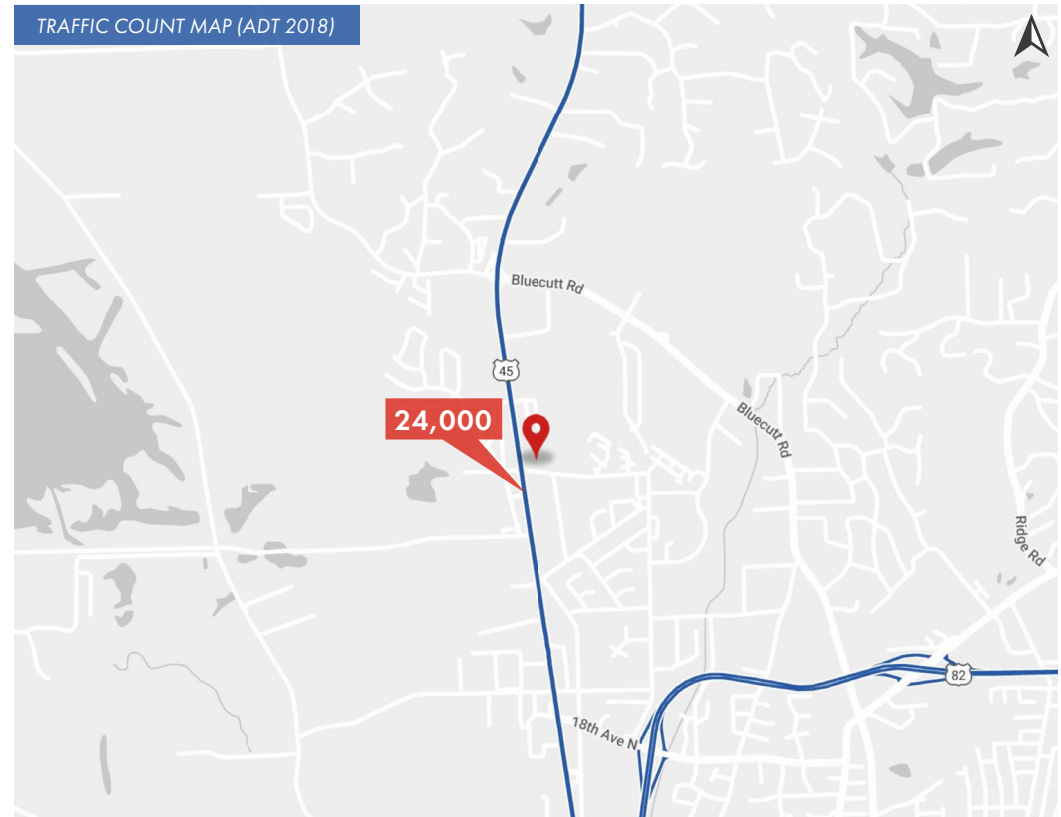 TRAFFIC COUNT MAP (ADT 2018)
Bluecutt Rd
45
24,000
Bluecutt Rd
Ridge Rd
82
18th Ave N